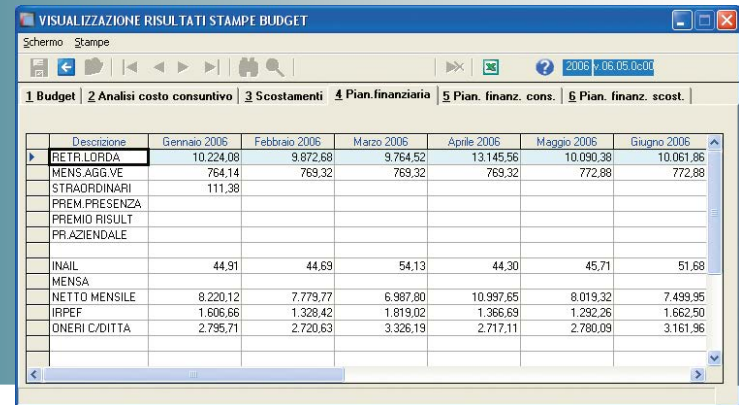 VISUALIZZAZIONE RISULTATI STAMPE BUDGET
Schermo Stampe
2006 v.06.05.0c00
1 Budget 2 Analisi costo consuntivo 3 Scostamenti 4 Pian.finanziaria 5 Pian. finanz. cons. 6 Pian. finanz. scost.
Descrizione Gennaio 2006 Febbraio 2006 Marzo 2006 Aprile 2006 Maggio 2006 Giugno 2006
RETR.LORDA 10.224,08 9.872,68 9.764,52 13.145,56 10.090,38 10.061,86
MENS.AGG.VE 764,14 769,32 769,32 769,32 772,88 772,88
STRAORDINARI 111,38
PREM.PRESENZA
PREMIO RISULT
PR.AZIENDALE
INAIL 44,91 44,69 54,13 44,30 45,71 51,68
MENSA
NETTO MENSILE 8.220,12 7.779,77 6.987,80 10.997,65 8.019,32 7.499,95
IRPEF 1.606,66 1.328,42 1.819,02 1.366,69 1.292,26 1.662,50
ONERI C/DITTA 2.795,71 2.720,63 3.326,19 2.717,11 2.780,09 3.161,96